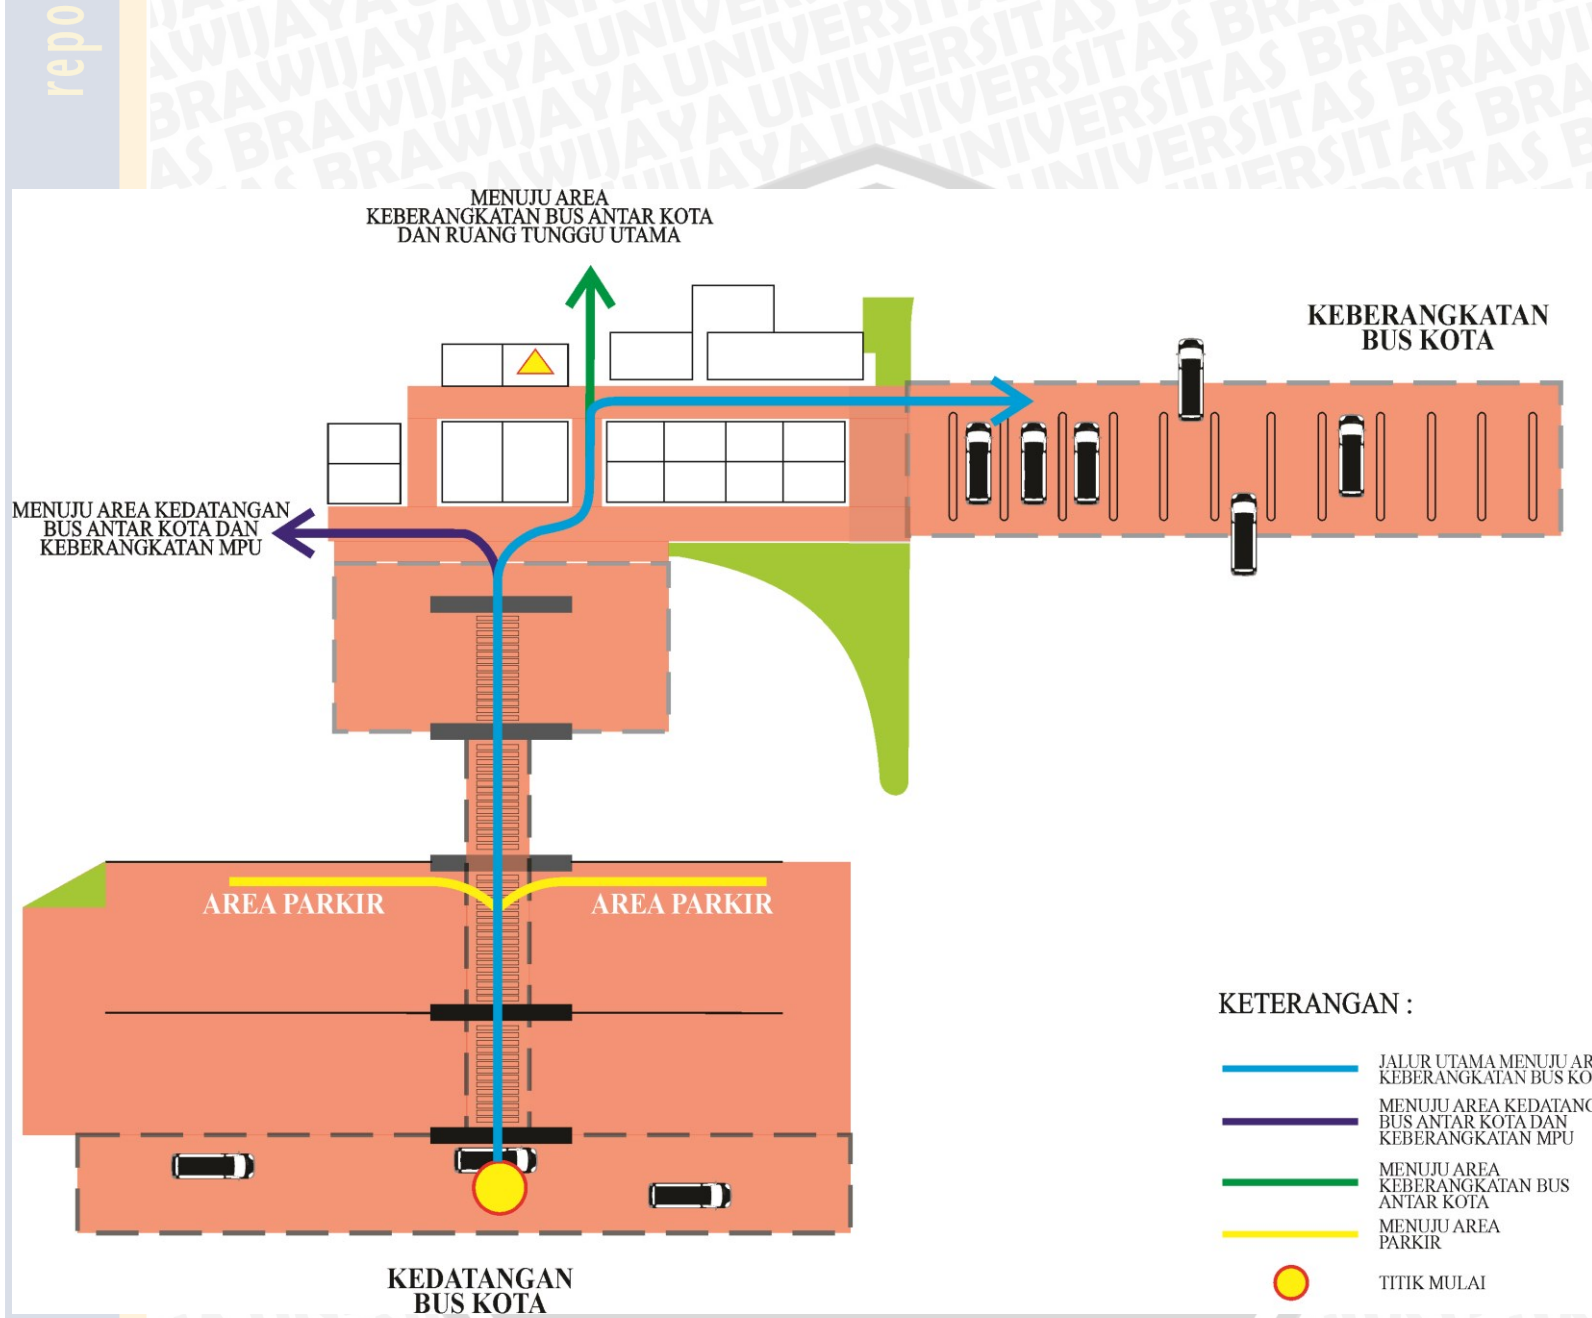 repo
MENUJU AREA
KEBERANGKATAN BUS ANTAR KOTA
DAN RUANG TUNGGU UTAMA
KEBERANGKATAN
BUS KOTA
MENUJU AREA KEDATANGAN
BUS ANTAR KOTA DAN
KEBERANGKATAN MPU
AREA PARKIR
AREA PARKIR
KEDATANGAN
BUS KOTA
KETERANGAN :
JALUR UTAMA MENUJU AR
KEBERANGKATAN BUS KO
MENUJU AREA KEDATANG
BUS ANTAR KOTA DAN
KEBERANGKATAN MPU
MENUJU AREA
KEBERANGKATAN BUS
ANTAR KOTA
MENUJU AREA
PARKIR
TITIK MULAI